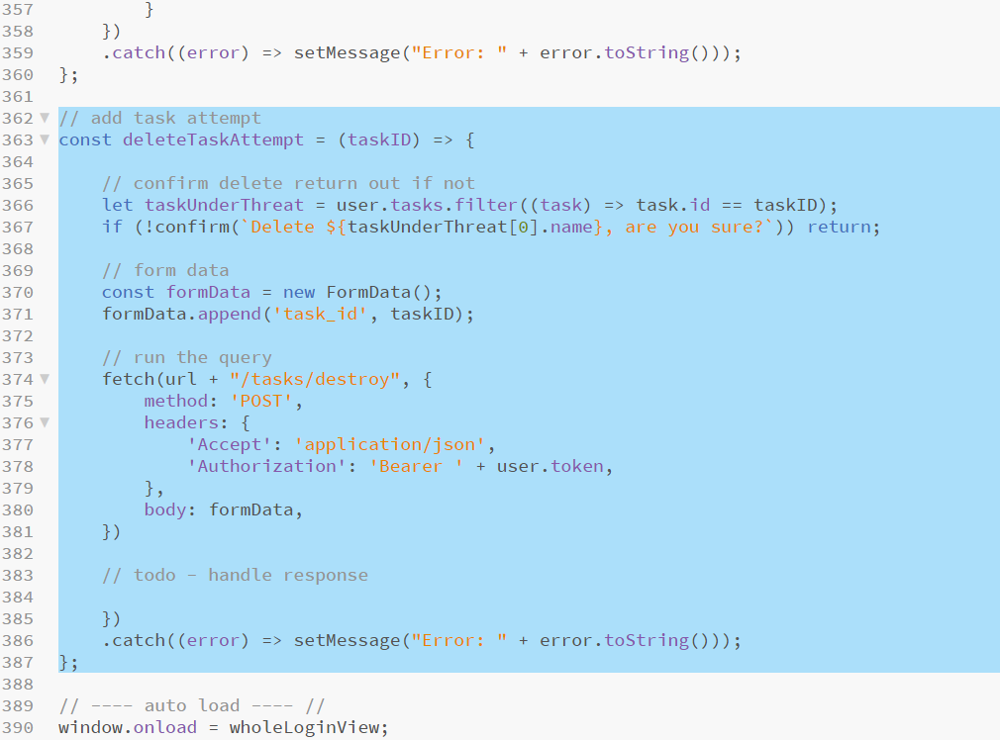 357         }
358     })
359     .catch((error) => setMessage("Error: " + error.toString()));
360 };
361
362 // add task attempt
363 const deleteTaskAttempt = (taskID) => {
364
365     // confirm delete return out if not
366     let taskUnderThreat = user.tasks.filter((task) => task.id == taskID);
367     if (!confirm(`Delete ${taskUnderThreat[0].name}, are you sure?`)) return;
368
369     // form data
370     const formData = new FormData();
371     formData.append('task_id', taskID);
372
373     // run the query
374     fetch(url + "/tasks/destroy", {
375         method: 'POST',
376         headers: {
377             'Accept': 'application/json',
378             'Authorization': 'Bearer ' + user.token,
379         },
380         body: formData,
381     })
382
383     // todo - handle response
384
385     })
386     .catch((error) => setMessage("Error: " + error.toString()));
387 };
388
389 // ---- auto load ---- //
390 window.onload = wholeLoginView;